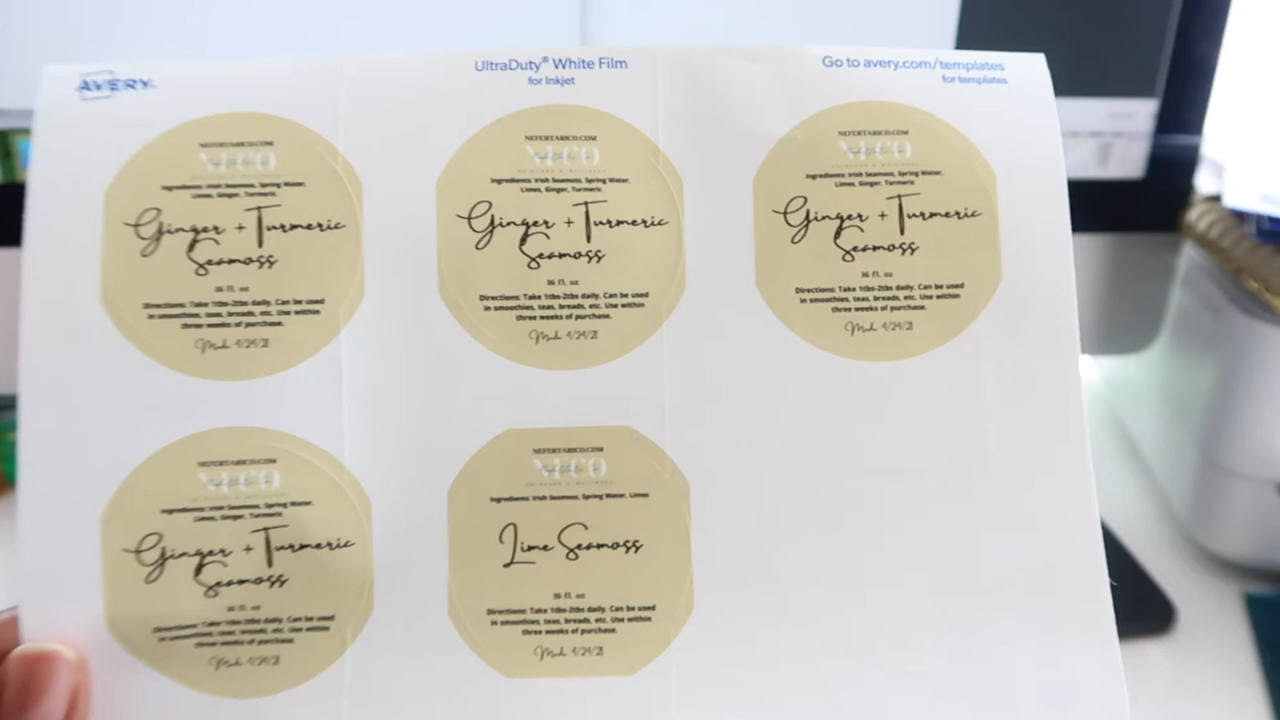 AVERY
UltraDuty® White Film
for Inkjet
Go to avery.com/templates
for templates
NEFERTARICO.COM
Ingredients: Irish Seamoss, Spring Water,
Limes, Ginger, Turmeric
Ginger + Turmeric
Seamoss
16 fl. oz
Directions: Take 1tbs-2tbs daily. Can be used
in smoothies, teas, breads, etc. Use within
three weeks of purchase.
Made 4/24/21
NEFERTARICO.COM
Ingredients: Irish Seamoss, Spring Water,
Limes, Ginger, Turmeric
Ginger + Turmeric
Seamoss
16 fl. oz
Directions: Take 1tbs-2tbs daily. Can be used
in smoothies, teas, breads, etc. Use within
three weeks of purchase.
Made 4/24/21
NEFERTARICO.COM
Ingredients: Irish Seamoss, Spring Water,
Limes, Ginger, Turmeric
Ginger + Turmeric
Seamoss
16 fl. oz
Directions: Take 1tbs-2tbs daily. Can be used
in smoothies, teas, breads, etc. Use within
three weeks of purchase.
Made 4/24/21
NEFERTARICO.COM
Ingredients: Irish Seamoss, Spring Water,
Limes, Ginger, Turmeric
Ginger + Turmeric
Seamoss
16 fl. oz
Directions: Take 1tbs-2tbs daily. Can be used
in smoothies, teas, breads, etc. Use within
three weeks of purchase.
Made 4/24/21
NEFERTARICO.COM
Ingredients: Irish Seamoss, Spring Water, Limes
Lime Seamoss
16 fl. oz
Directions: Take 1tbs-2tbs daily. Can be used
in smoothies, teas, breads, etc. Use within
three weeks of purchase.
Made 4/24/21